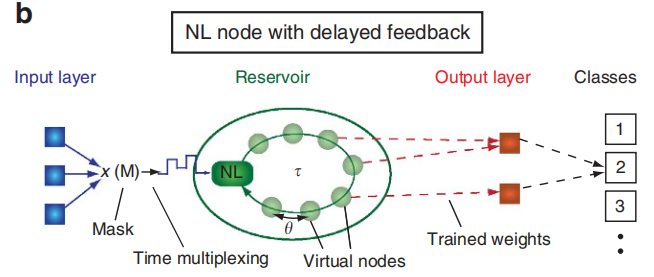 b
NL node with delayed feedback
Input layer
Reservoir
Output layer
Classes
x (M)
NL
τ
θ
1
2
3
Mask
Time multiplexing
Virtual nodes
Trained weights